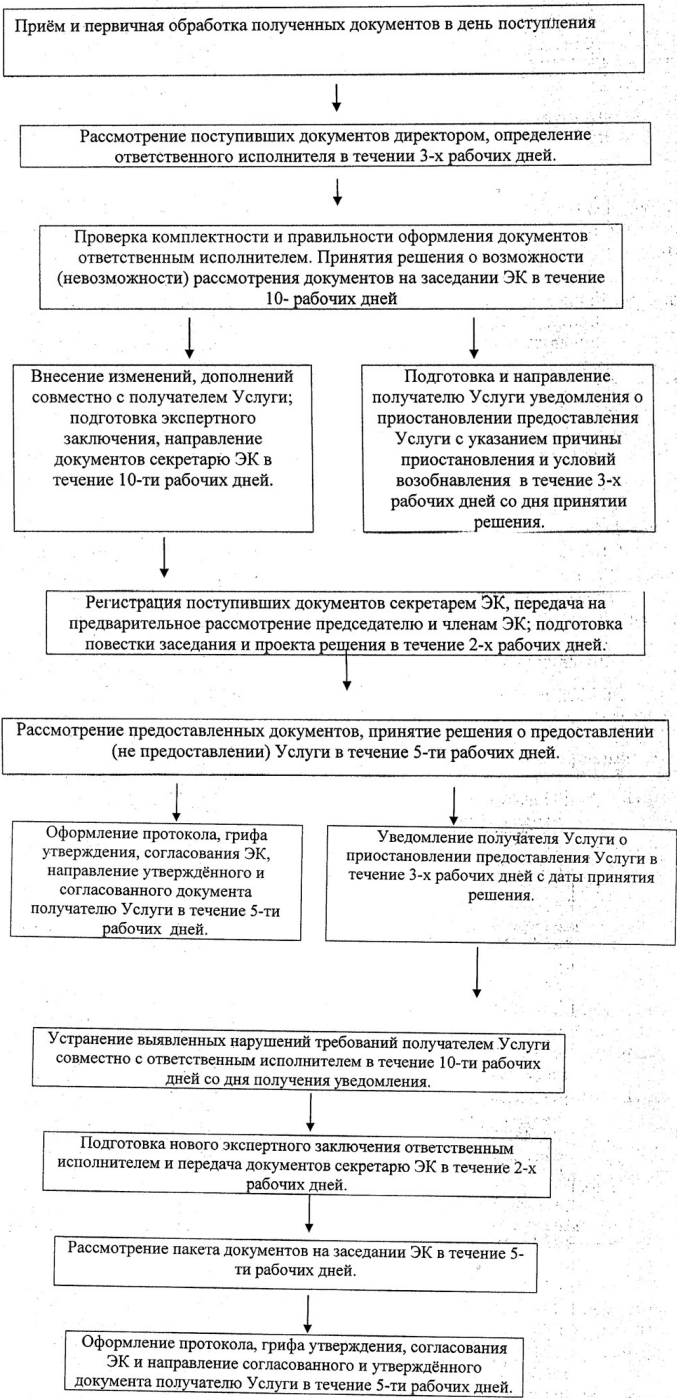 Приём и первичная обработка полученных документов в день поступления
Рассмотрение поступивших документов директором, определение
ответственного исполнителя в течении 3-х рабочих дней.
Проверка комплектности и правильности оформления документов
ответственным исполнителем. Принятия решения о возможности
(невозможности) рассмотрения документов на заседании ЭК в течение
10- рабочих дней
Внесение изменений, дополнений
совместно с получателем Услуги;
подготовка экспертного
заключения, направление
документов секретарю ЭК в
течение 10-ти рабочих дней.
Подготовка и направление
получателю Услуги уведомления о
приостановлении предоставления
Услуги с указанием причины
приостановления и условий
возобнавления в течение 3-х
рабочих дней со дня принятии
решения.
Регистрация поступивших документов секретарем ЭК, передача на
предварительное рассмотрение председателю и членам ЭК; подготовка
повестки заседания и проекта решения в течение 2-х рабочих дней.
Рассмотрение предоставленных документов, принятие решения о предоставлении
(не предоставлении) Услуги в течение 5-ти рабочих дней.
Оформление протокола, грифа
утверждения, согласования ЭК,
направление утверждённого и
согласованного документа
получателю Услуги в течение 5-ти
рабочих дней.
Уведомление получателя Услуги о
приостановлении предоставления Услуги в
течение 3-х рабочих дней с даты принятия
решения.
Устранение выявленных нарушений требований получателем Услуги
совместно с ответственным исполнителем в течение 10-ти рабочих
дней со дня получения уведомления.
Подготовка нового экспертного заключения ответственным
исполнителем и передача документов секретарю ЭК в течение 2-х
рабочих дней.
Рассмотрение пакета документов на заседании ЭК в течение 5-
ти рабочих дней.
Оформление протокола, грифа утверждения, согласования
ЭК и направление согласованного и утверждённого
документа получателю Услуги в течение 5-ти рабочих дней.